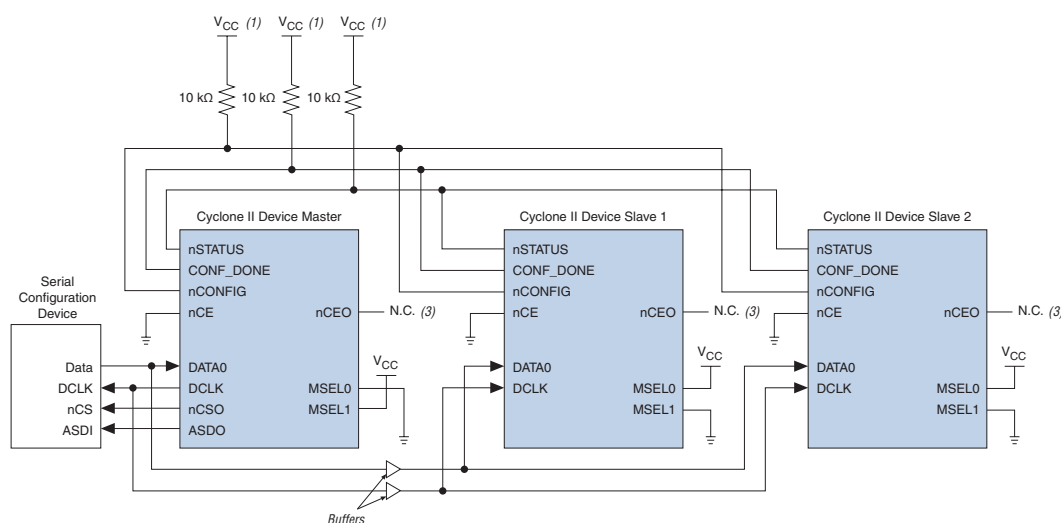 VCC (1) VCC (1) VCC (1)
10 kΩ 10 kΩ 10 kΩ
Cyclone II Device Master
nSTATUS
CONF_DONE
nCONFIG
nCE
nCEO
N.C. (3)
DATA0
DCLK
nCSO
ASDO
MSEL0
MSEL1
VCC
Serial
Configuration
Device
Data
DCLK
nCS
ASDI
Cyclone II Device Slave 1
nSTATUS
CONF_DONE
nCONFIG
nCE
nCEO
N.C. (3)
DATA0
DCLK
MSEL0
MSEL1
VCC
Cyclone II Device Slave 2
nSTATUS
CONF_DONE
nCONFIG
nCE
nCEO
N.C. (3)
DATA0
DCLK
MSEL0
MSEL1
VCC
Buffers